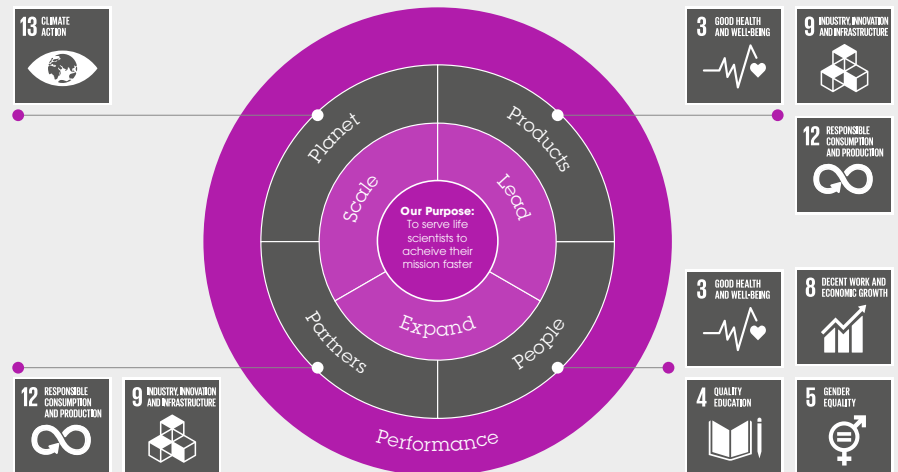 13 CLIMATE
ACTION
3 GOOD HEALTH
AND WELL-BEING
9 INDUSTRY, INNOVATION
AND INFRASTRUCTURE
12 RESPONSIBLE
CONSUMPTION
AND PRODUCTION
Planet
Products
Scale
Lead
Our Purpose:
To serve life
scientists to
acheive their
mission faster
Expand
Partners
People
Performance
3 GOOD HEALTH
AND WELL-BEING
8 DECENT WORK AND
ECONOMIC GROWTH
12 RESPONSIBLE
CONSUMPTION
AND PRODUCTION
9 INDUSTRY, INNOVATION
AND INFRASTRUCTURE
4 QUALITY
EDUCATION
5 GENDER
EQUALITY